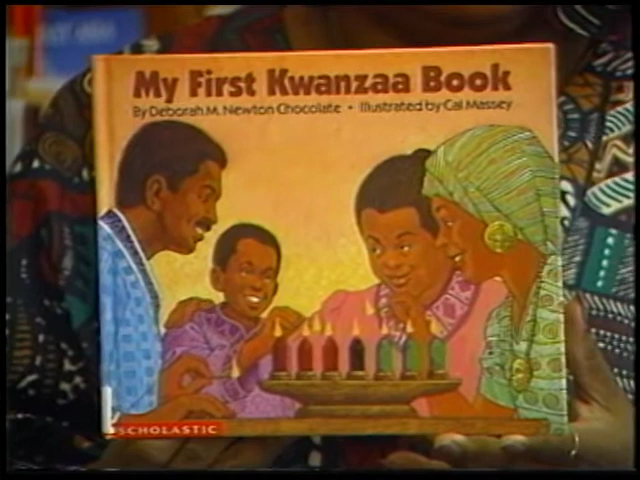 My First Kwanzaa Book
By Deborah M. Newton Chocolate • Illustrated by Cal Massey
SCHOLASTIC